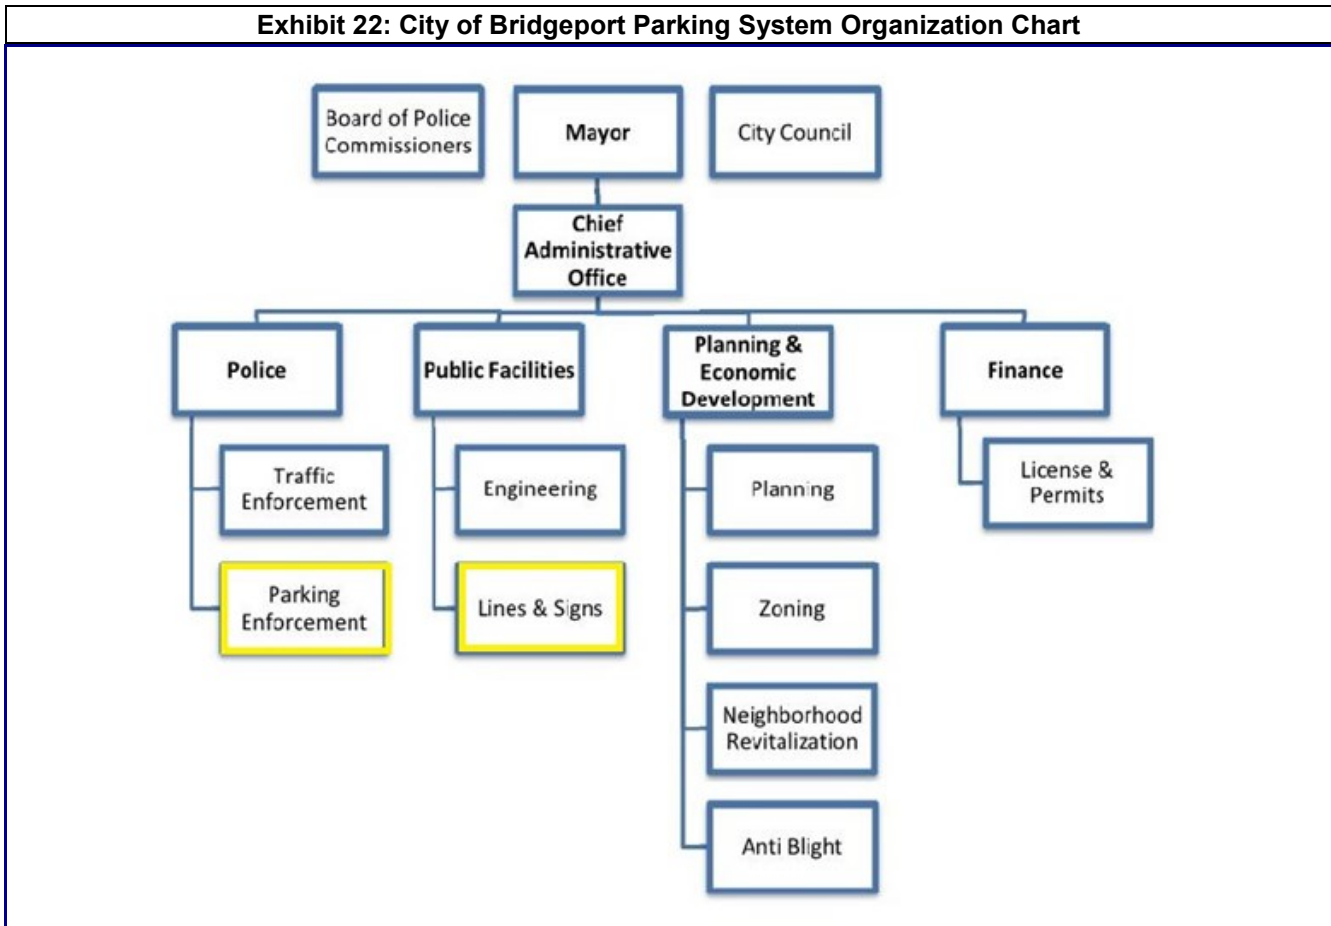 Exhibit 22: City of Bridgeport Parking System Organization Chart
Board of Police
Commissioners
Mayor
City Council
Chief
Administrative
Office
Police
Public Facilities
Planning &
Economic
Development
Finance
Traffic
Enforcement
Engineering
Planning
License &
Permits
Parking
Enforcement
Lines & Signs
Zoning
Neighborhood
Revitalization
Anti Blight